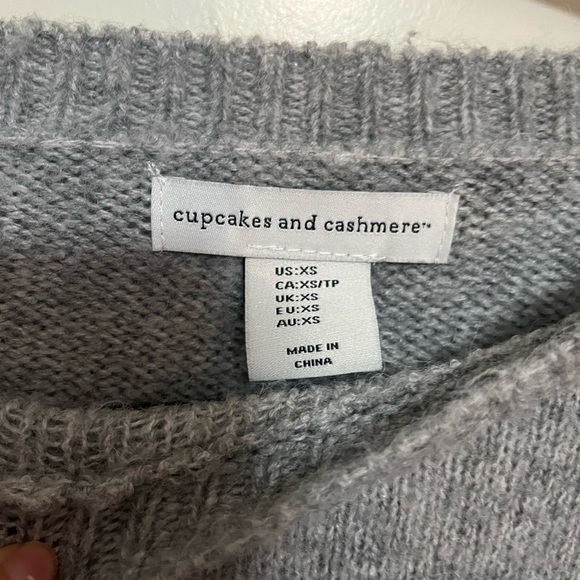 cupcakes and cashmere™
US:XS
CA:XS/TP
UK:XS
EU:XS
AU:XS
MADE IN
CHINA